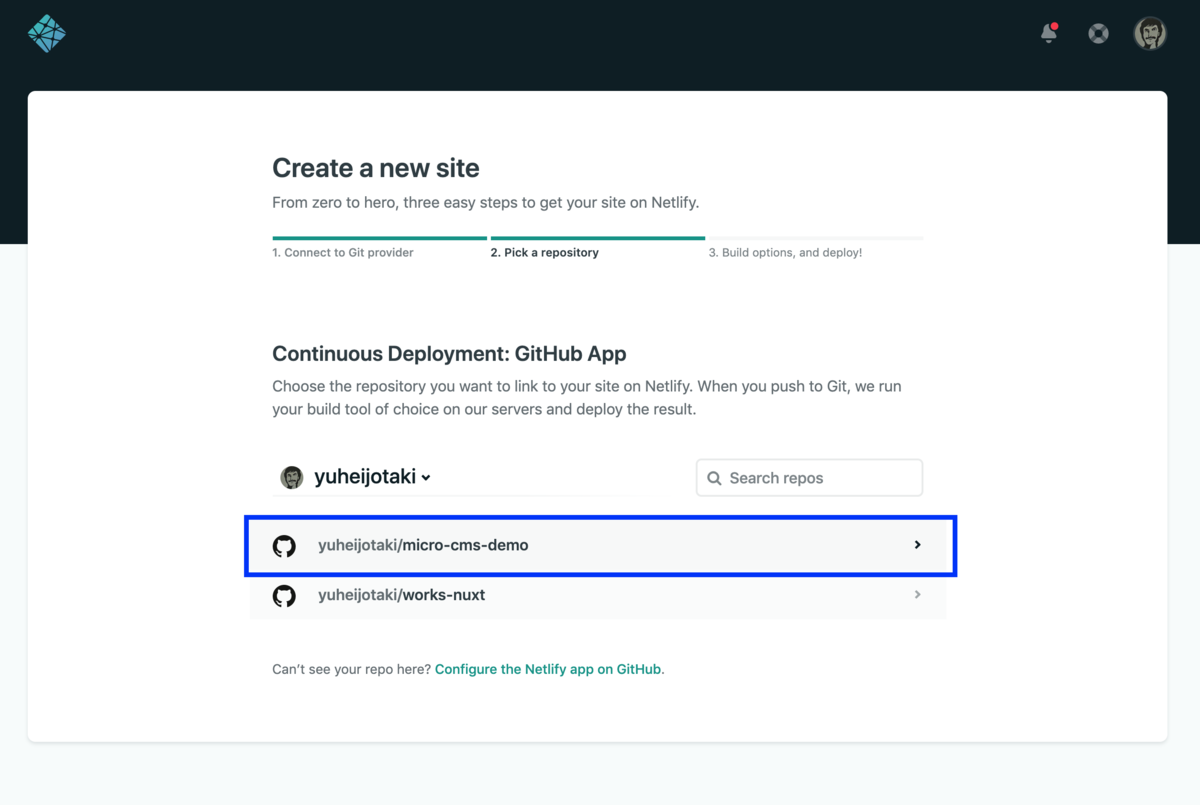 Create a new site
From zero to hero, three easy steps to get your site on Netlify.
1. Connect to Git provider
2. Pick a repository
3. Build options, and deploy!
Continuous Deployment: GitHub App
Choose the repository you want to link to your site on Netlify. When you push to Git, we run
your build tool of choice on our servers and deploy the result.
yuheijotaki
Search repos
yuheijotaki/micro-cms-demo
yuheijotaki/works-nuxt
Can’t see your repo here? Configure the Netlify app on GitHub.